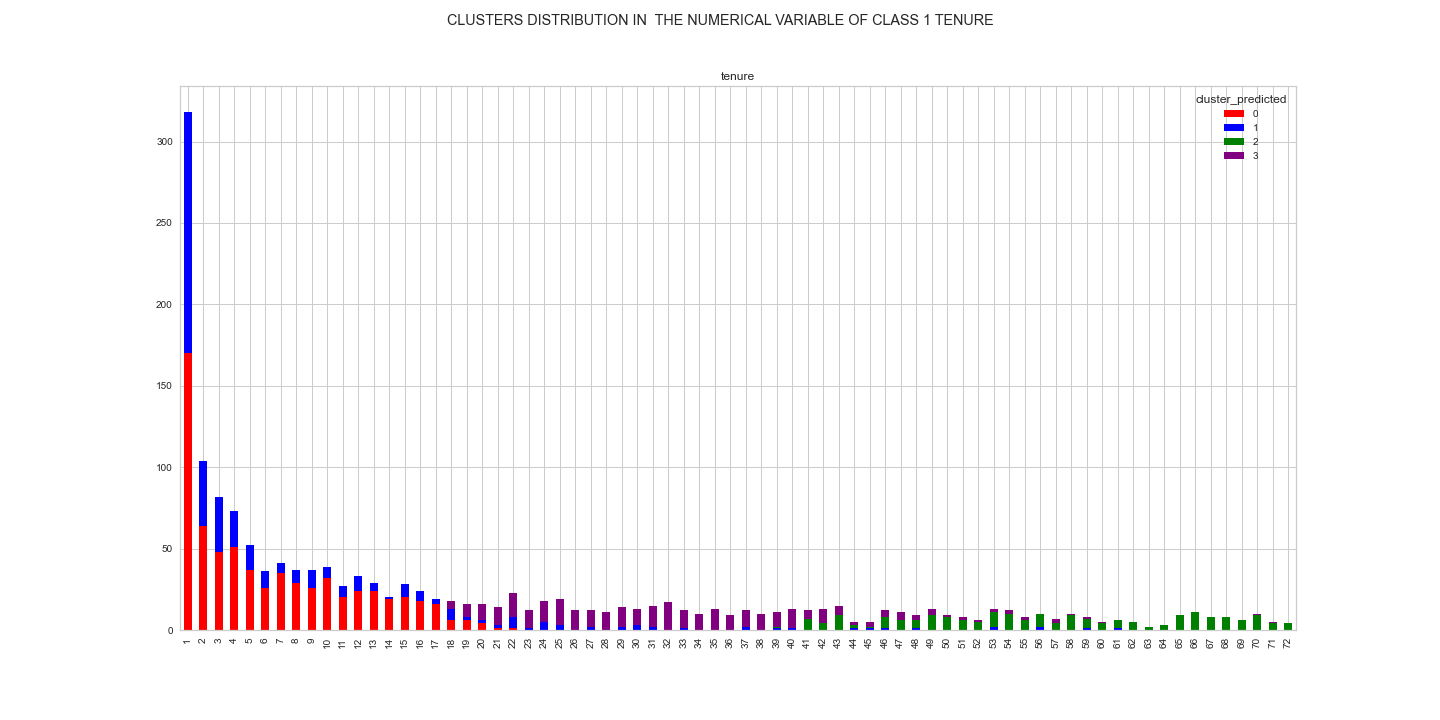 CLUSTERS DISTRIBUTION IN  THE NUMERICAL VARIABLE OF CLASS 1 TENURE
tenure
cluster_predicted
0
1
2
3
300
250
200
150
100
50
0
1 2 3 4 5 6 7 8 9 10 11 12 13 14 15 16 17 18 19 20 21 22 23 24 25 26 27 28 29 30 31 32 33 34 35 36 37 38 39 40 41 42 43 44 45 46 47 48 49 50 51 52 53 54 55 56 57 58 59 60 61 62 63 64 65 66 67 68 69 70 71 72